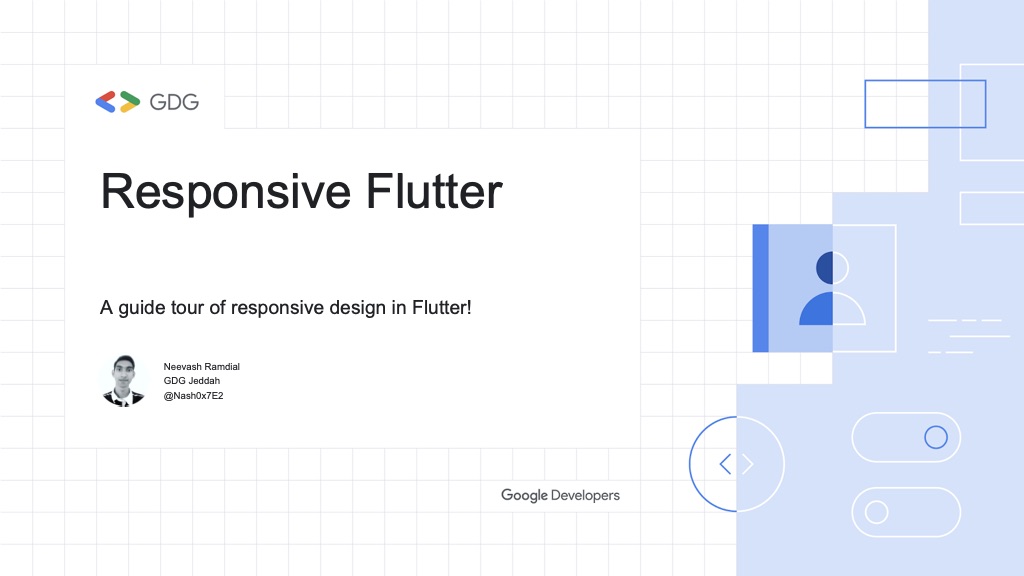 GDG
Responsive Flutter
A guide tour of responsive design in Flutter!
Neevash Ramdial
GDG Jeddah
@Nash0x7E2
Google Developers